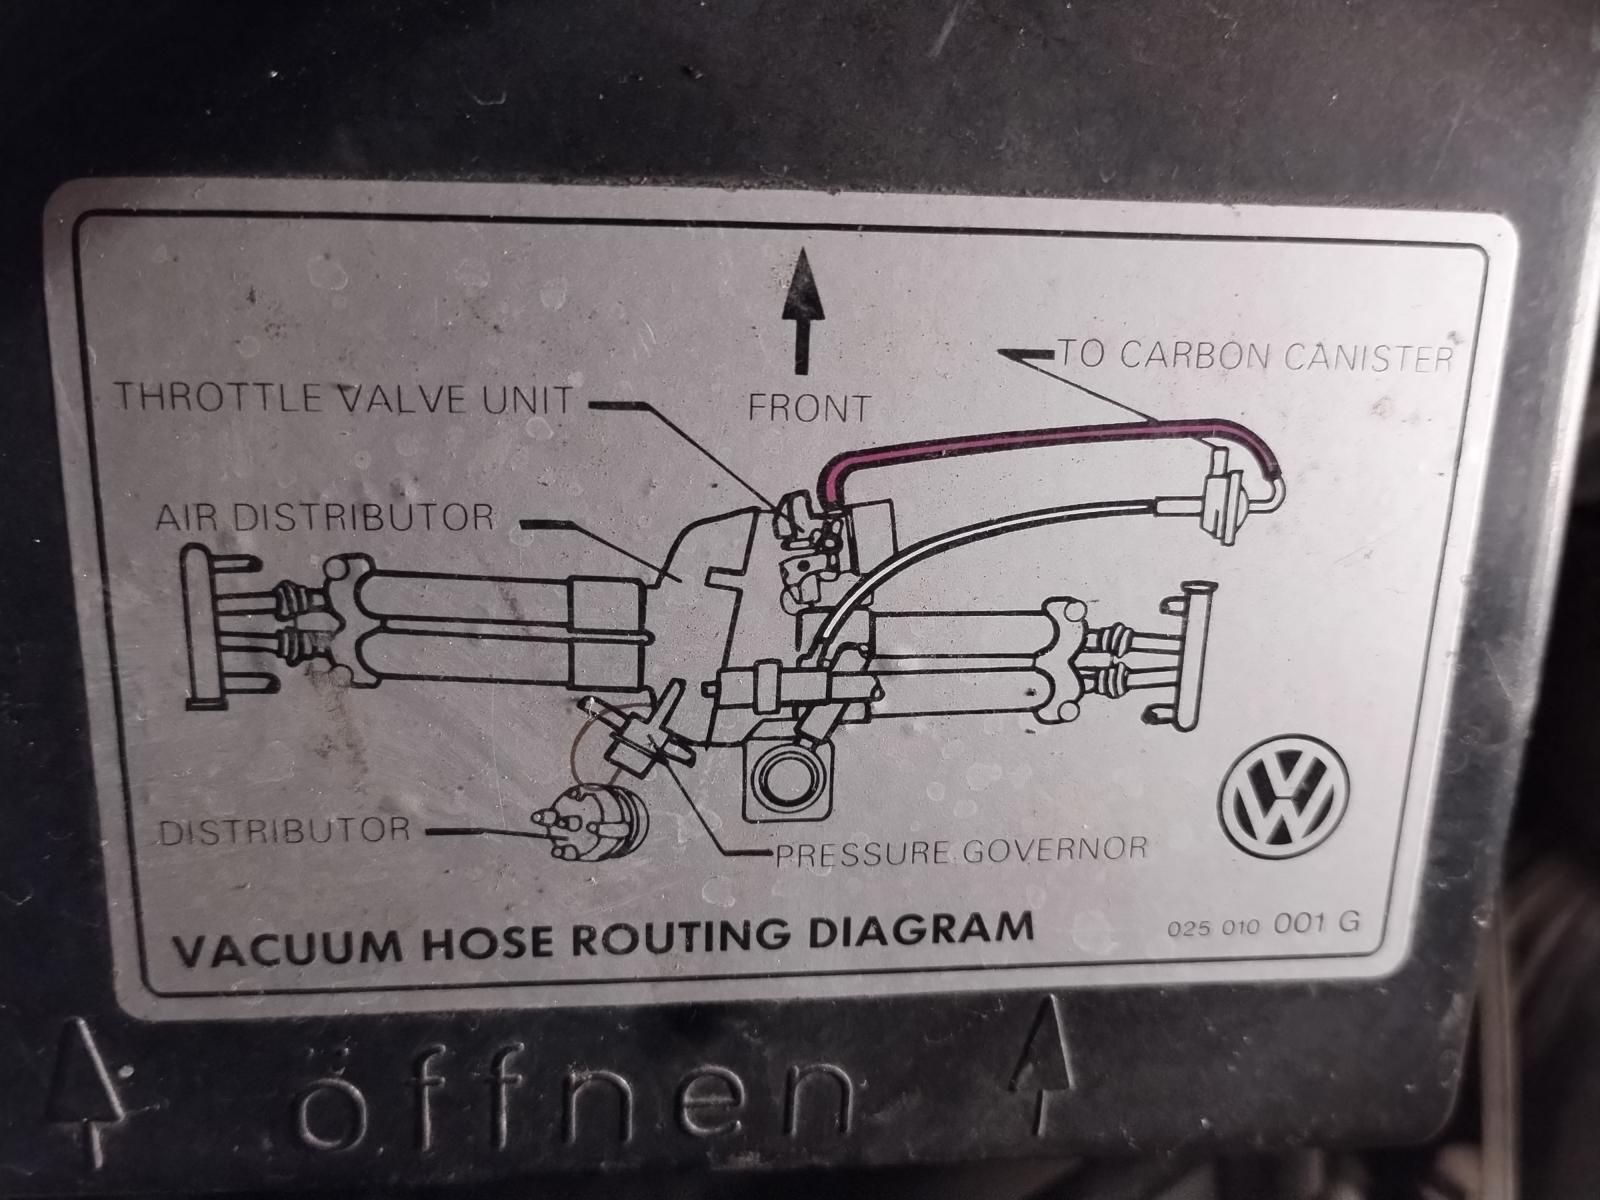 FRONT
TO CARBON CANISTER
THROTTLE VALVE UNIT
AIR DISTRIBUTOR
DISTRIBUTOR
PRESSURE GOVERNOR
VACUUM HOSE ROUTING DIAGRAM
025 010 001 G
öffnen